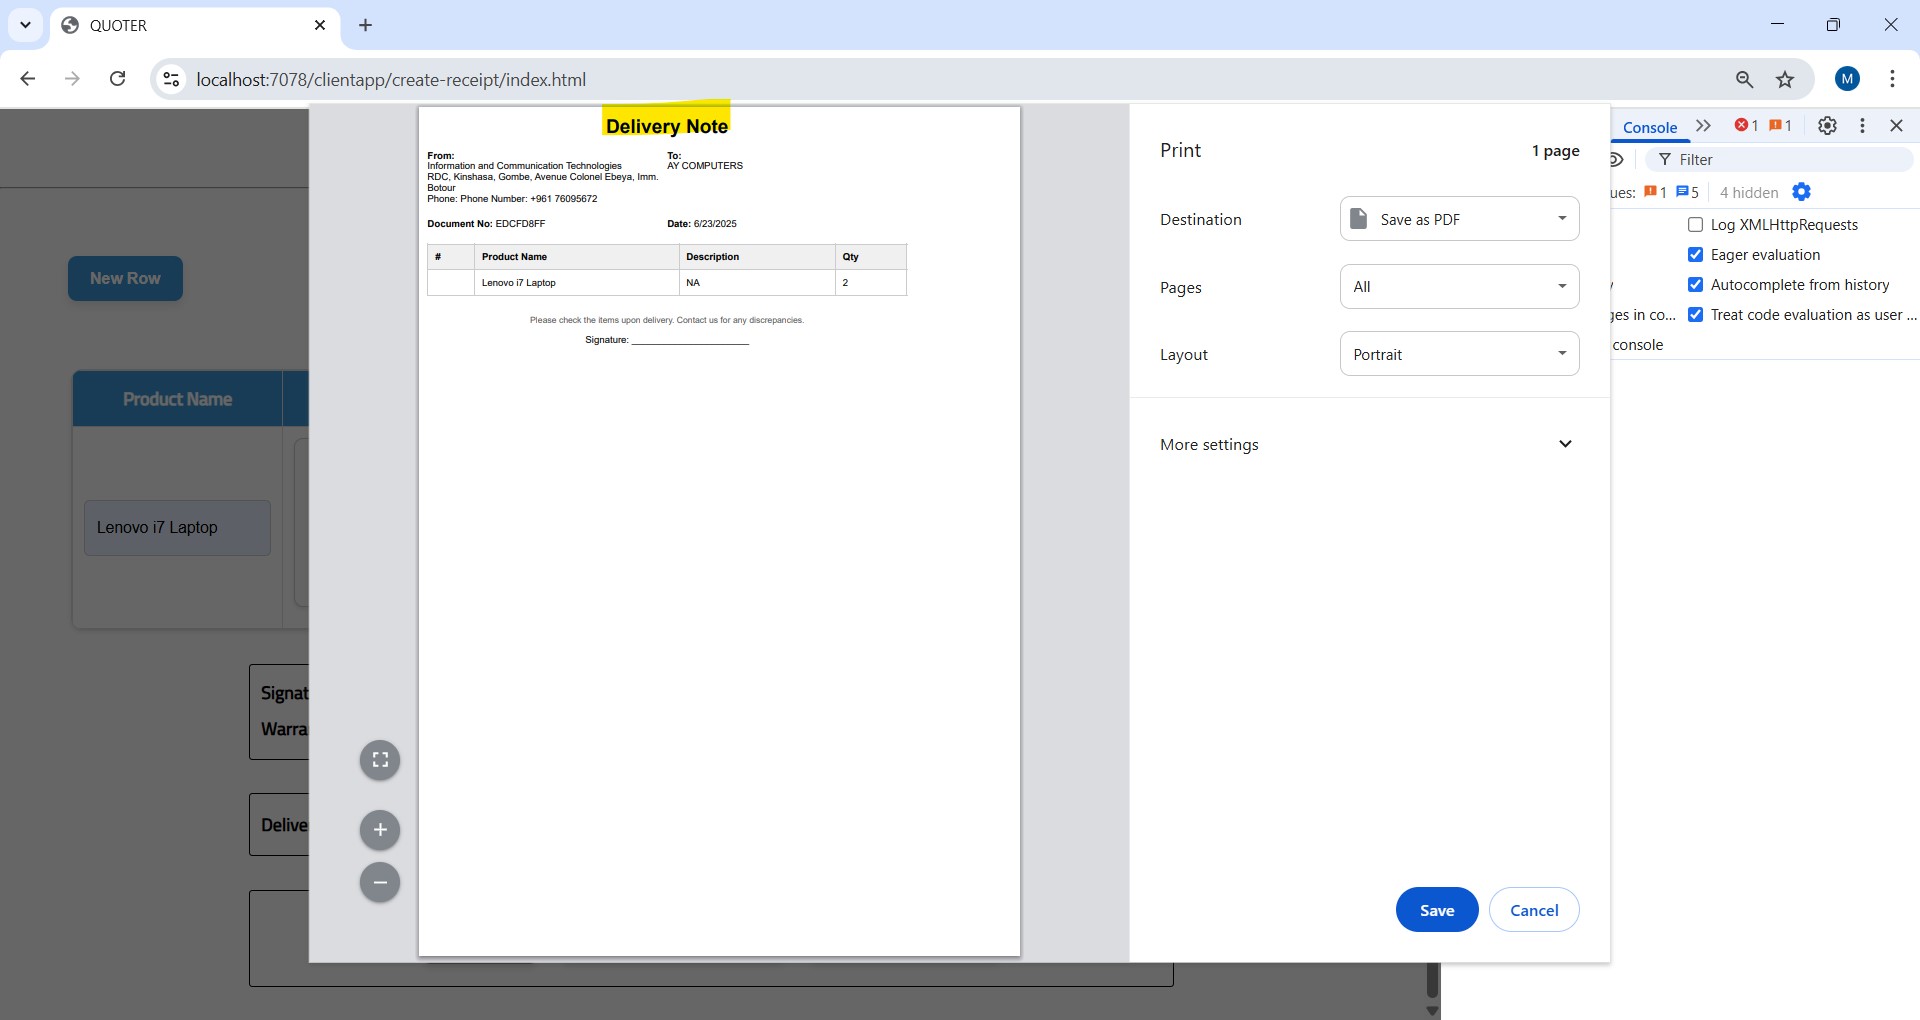 QUOTER
localhost:7078/clientapp/create-receipt/index.html
M
Delivery Note
From:
Information and Communication Technologies
RDC, Kinshasa, Gombe, Avenue Colonel Ebeya, Imm.
Botour
Phone: Phone Number: +961 76095672
To:
AY COMPUTERS
Document No: EDCFD8FF
Date: 6/23/2025
# Product Name Description Qty
Lenovo i7 Laptop NA 2
Please check the items upon delivery. Contact us for any discrepancies.
Signature:
Print
1 page
Destination
Save as PDF
Pages
All
Layout
Portrait
More settings
Save
Cancel
New Row
Product Name
Lenovo i7 Laptop
Signat
Warra
Delive
Console
1
1
Filter
ues:
1
5
4 hidden
Log XMLHttpRequests
Eager evaluation
Autocomplete from history
ges in co...
Treat code evaluation as user ...
console